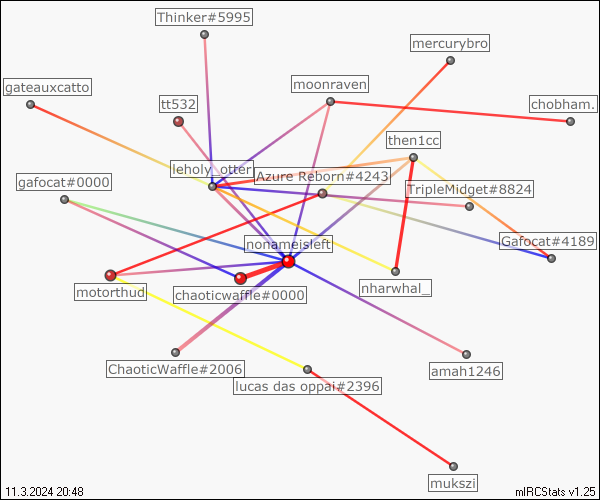 Thinker#5995
mercurybro
gateauxcatto
moonraven
tt532
chobham.
then1cc
leholy_otter
Azure Reborn#4243
gafocat#0000
TripleMidget#8824
nonameisleft
Gafocat#4189
motorthud
chaoticwaffle#0000
nharwhal_
ChaoticWaffle#2006
amah1246
lucas das oppai#2396
mukszi
11.3.2024 20:48
mIRCStats v1.25